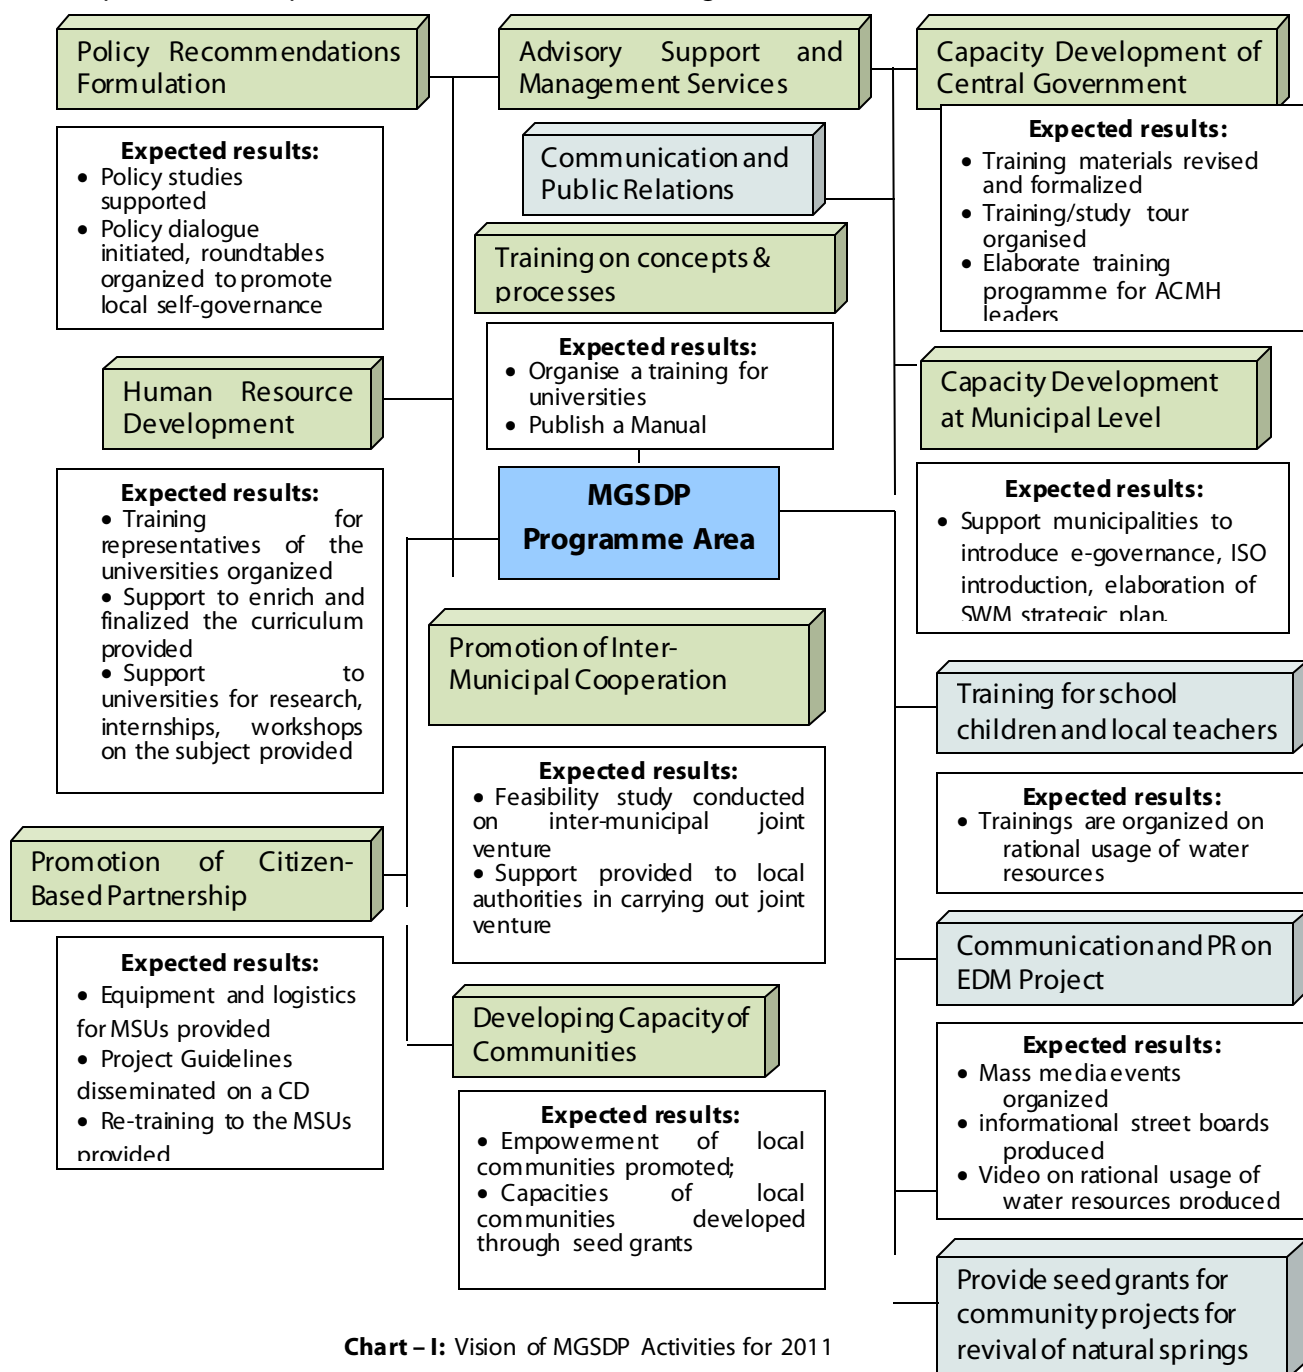 Policy Recommendations
Formulation
Advisory Support and
Management Services
Capacity Development of
Central Government
Expected results:
• Policy studies
supported
• Policy dialogue
initiated, roundtables
organized to promote
local self-governance
Communication and
Public Relations
Training on concepts &
processes
Expected results:
• Organise a training for
universities
• Publish a Manual
Expected results:
• Training materials revised
and formalized
• Training/study tour
organised
• Elaborate training
programme for ACMH
leaders
Human Resource
Development
Capacity Development
at Municipal Level
Expected results:
• Training for
representatives of the
universities organized
• Support to enrich and
finalized the curriculum
provided
• Support to
universities for research,
internships, workshops
on the subject provided
MGSDP
Programme Area
Expected results:
• Support municipalities to
introduce e-governance, ISO
introduction, elaboration of
SWM strategic plan.
Promotion of Inter-
Municipal Cooperation
Training for school
children and local teachers
Expected results:
• Feasibility study conducted
on inter-municipal joint
venture
• Support provided to local
authorities in carrying out joint
venture
Expected results:
• Trainings are organized on
rational usage of water
resources
Promotion of Citizen-
Based Partnership
Communication and PR on
EDM Project
Expected results:
• Equipment and logistics
for MSUs provided
• Project Guidelines
disseminated on a CD
• Re-training to the MSUs
provided
Developing Capacity of
Communities
Expected results:
• Empowerment of local
communities promoted;
• Capacities of local
communities developed
through seed grants
Expected results:
• Mass media events
organized
• informational street boards
produced
• Video on rational usage of
water resources produced
Provide seed grants for
community projects for
revival of natural springs
Chart – I: Vision of MGSDP Activities for 2011